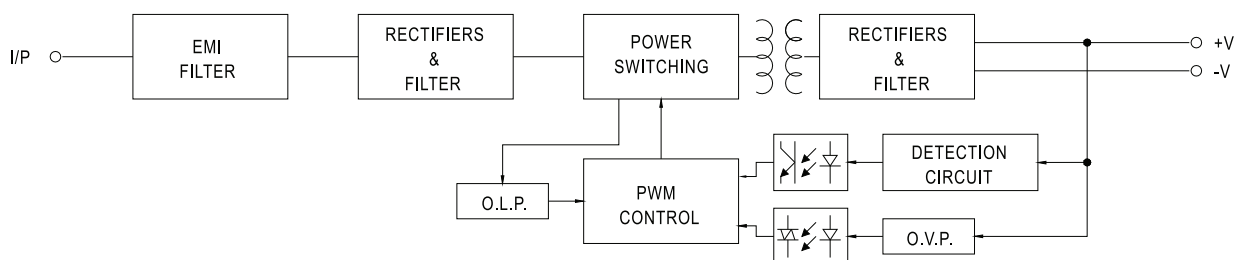 I/P
EMI
FILTER
RECTIFIERS
&
FILTER
POWER
SWITCHING
RECTIFIERS
&
FILTER
+V
-V
O.L.P.
PWM
CONTROL
DETECTION
CIRCUIT
O.V.P.